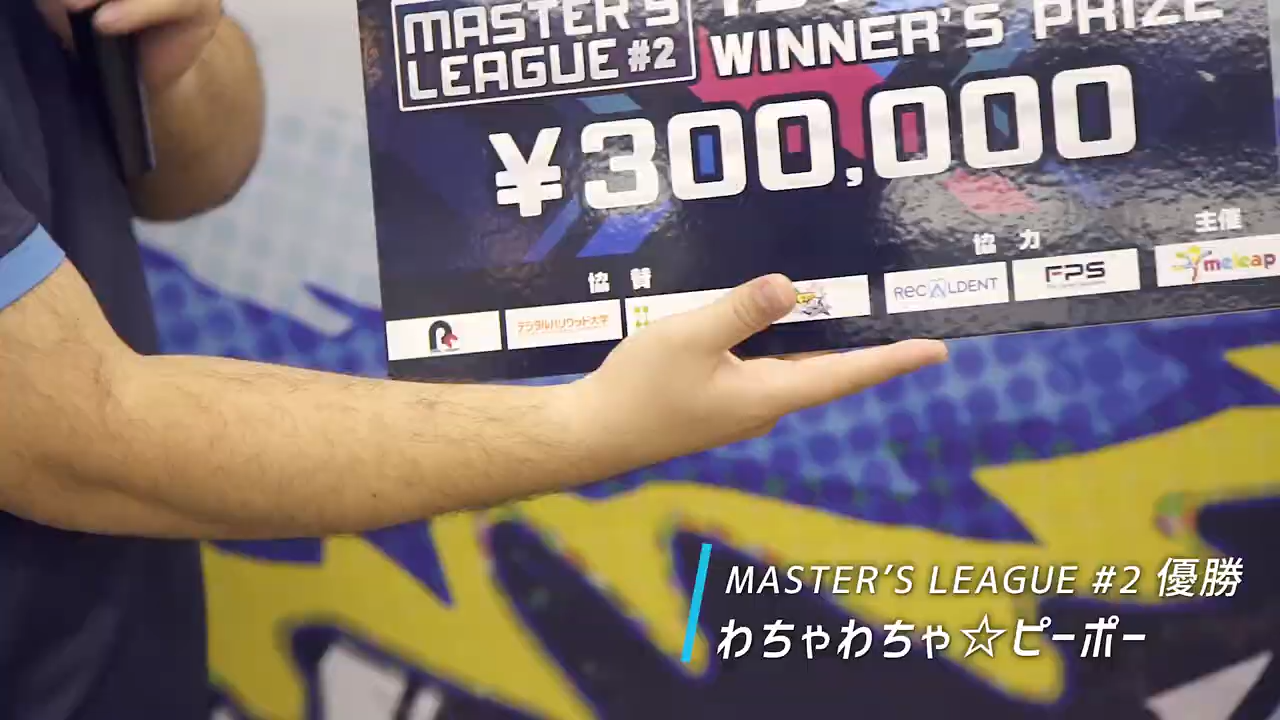 MASTER'S
LEAGUE #2
WINNER'S PRIZE
¥300,000
協賛
協力
主催
デジタルハリウッド大学
RECALDENT
FPS
meleap
MASTER'S LEAGUE #2 優勝
わちゃわちゃ☆ピーポー